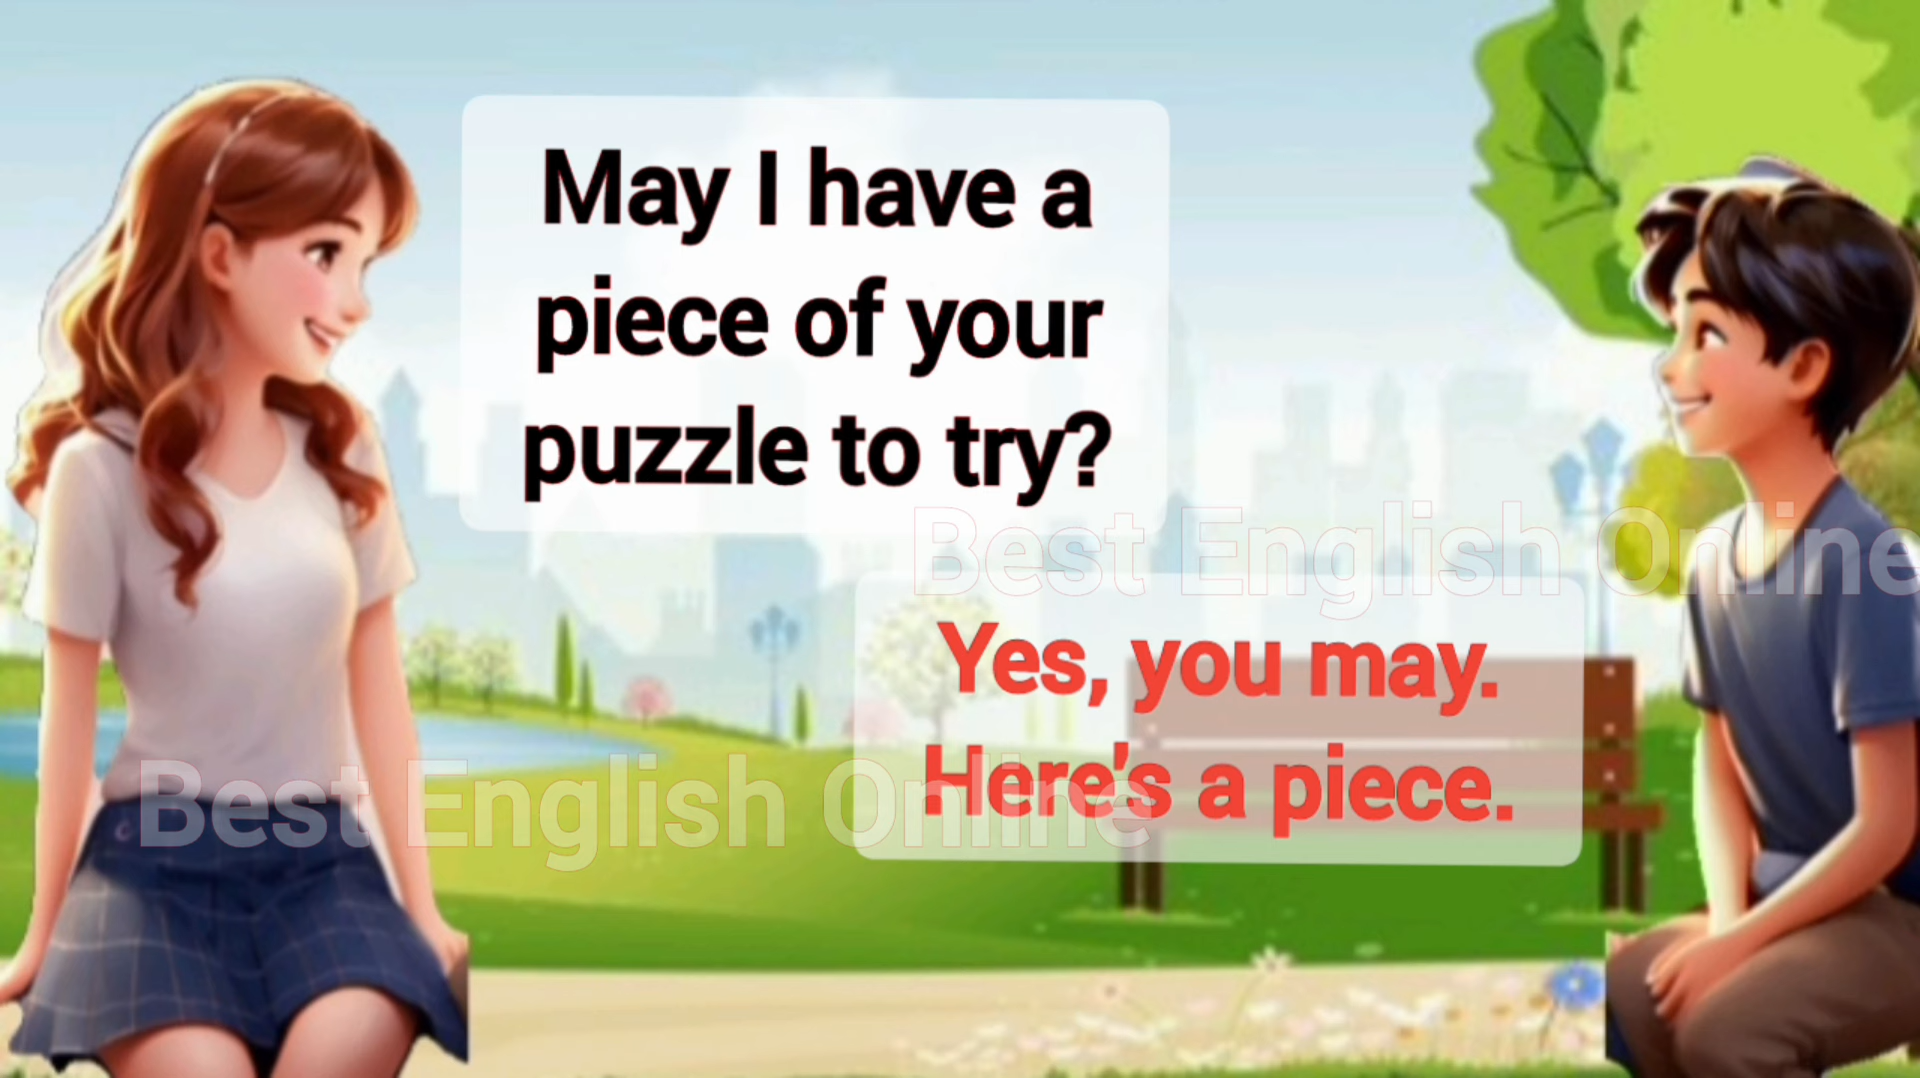 May I have a
piece of your
puzzle to try?
Best English Online
Yes, you may.
Here's a piece.
Best English Online